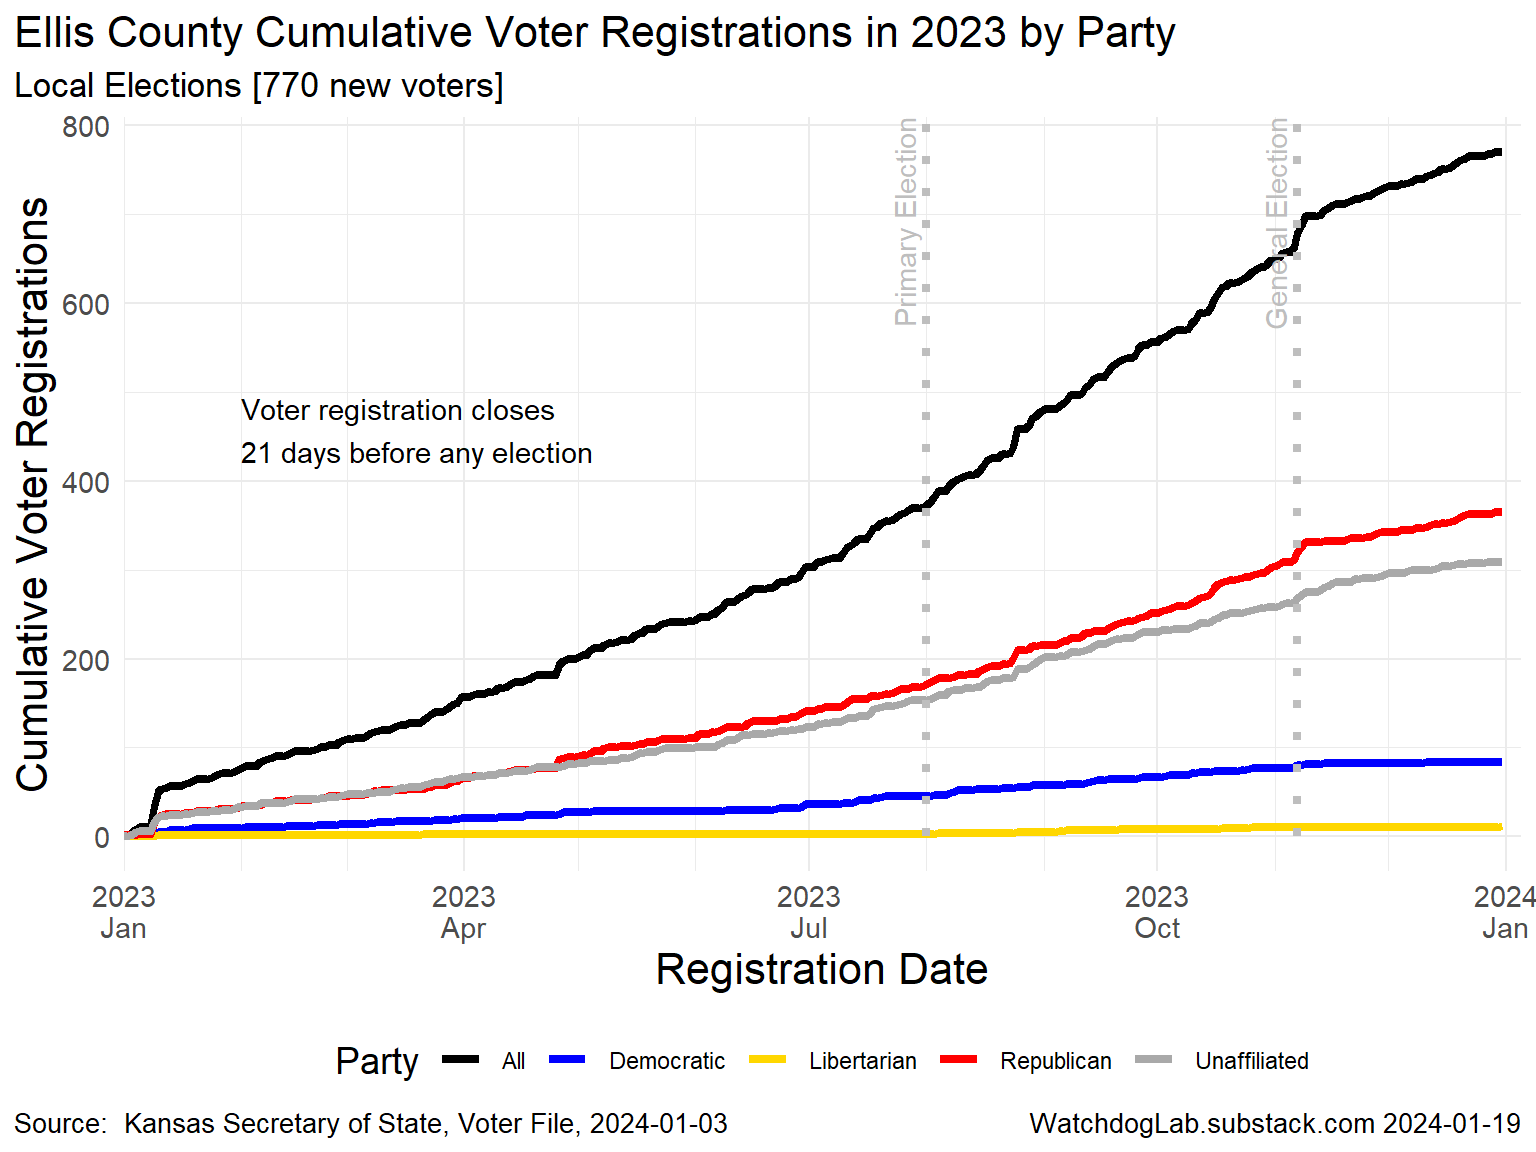 Ellis County Cumulative Voter Registrations in 2023 by Party
Local Elections [770 new voters]
Cumulative Voter Registrations
800
600
400
200
0
Primary Election
General Election
Voter registration closes
21 days before any election
2023
Jan
2023
Apr
2023
Jul
2023
Oct
2024
Jan
Registration Date
Party All Democratic Libertarian Republican Unaffiliated
Source:  Kansas Secretary of State, Voter File, 2024-01-03
WatchdogLab.substack.com 2024-01-19